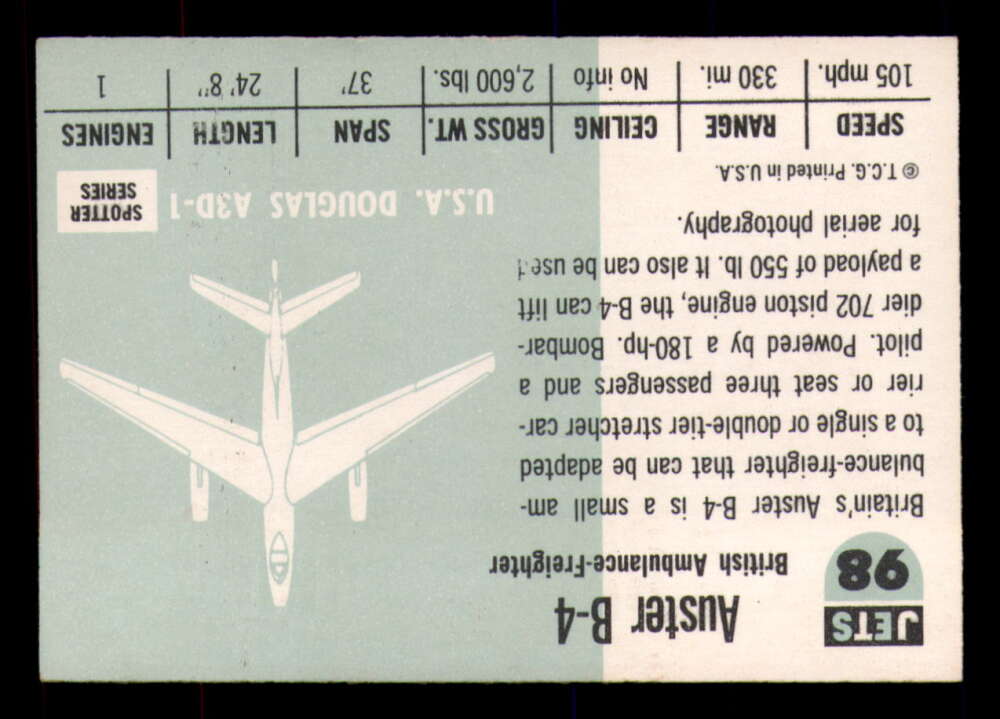 JETS
98
Auster B-4
British Ambulance-Freighter
Britain's Auster B-4 is a small am-
bulance-freighter that can be adapted
to a single or double-tier stretcher car-
rier or seat three passengers and a
pilot. Powered by a 180-hp. Bombar-
dier 702 piston engine, the B-4 can lift
a payload of 550 lb. It also can be used
for aerial photography.
© T.C.G. Printed in U.S.A.
U.S.A. DOUGLAS A3D-1
SPOTTER
SERIES
SPEED RANGE CEILING GROSS WT. SPAN LENGTH ENGINES
105 mph. 330 mi. No info 2,600 lbs. 37' 24' 8" 1